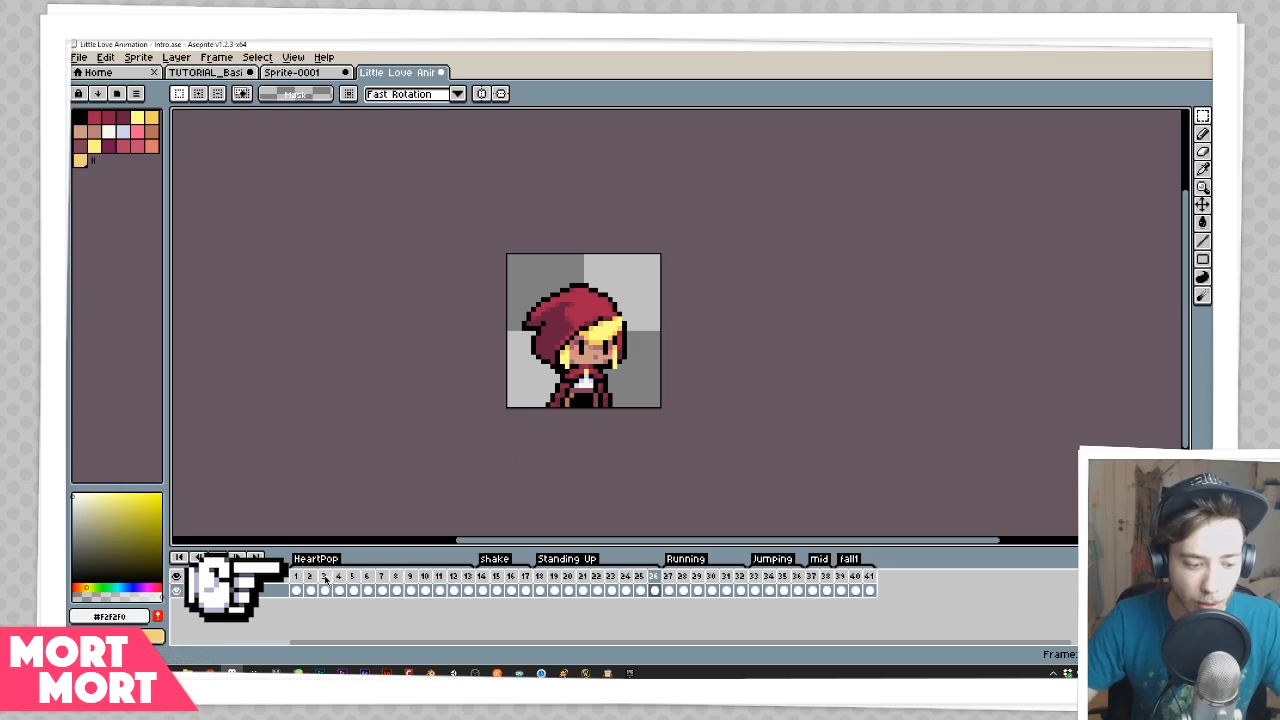 Little Love Animation - Intro.ase - Aseprite v1.2.3-x64
File Edit Sprite Layer Frame Select View Help
Home TUTORIAL_Basi Sprite-0001 Little Love Anir
Mask Fast Rotation
HeartPop shake Standing Up Running Jumping mid fall1
1 2 3 4 5 6 7 8 9 10 11 12 13 14 15 16 17 18 19 20 21 22 23 24 25 26 27 28 29 30 31 32 33 34 35 36 37 38 39 40 41
#F2F2F0
Frame:
MORT
MORT